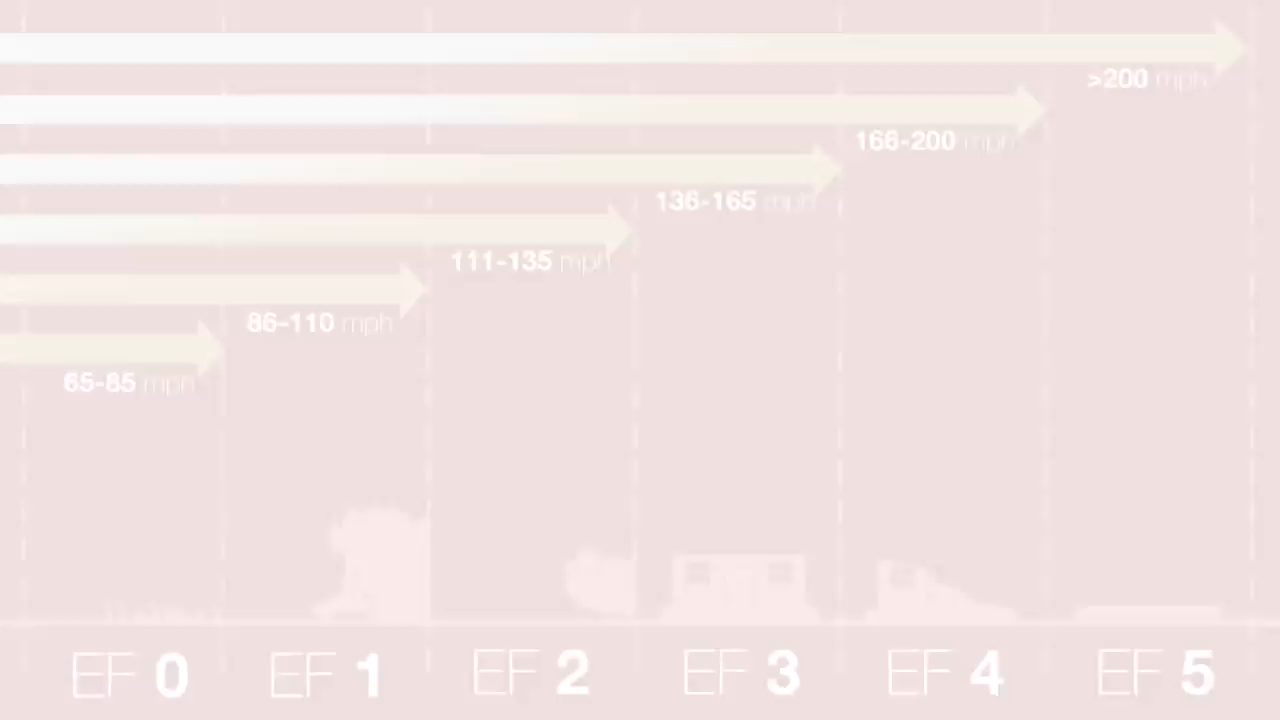 >200 mph
166-200 mph
136-165 mph
111-135 mph
86-110 mph
65-85 mph
EF 0 EF 1 EF 2 EF 3 EF 4 EF 5